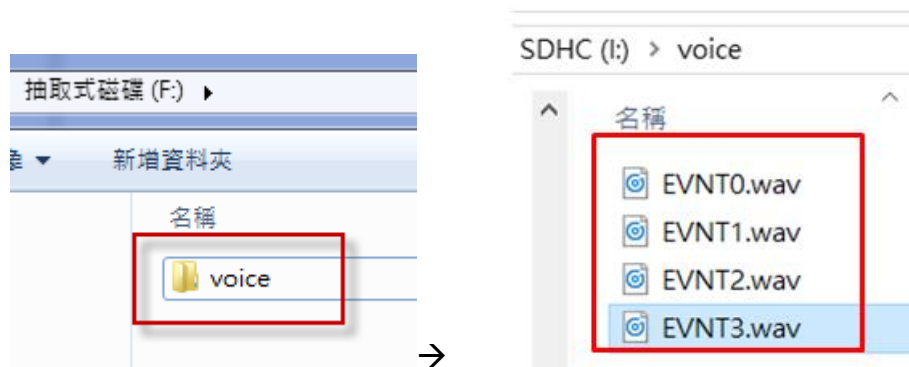 抽取式磁碟 (F:)
新增資料夾
名稱
voice
→
SDHC (I:) > voice
名稱
EVNT0.wav
EVNT1.wav
EVNT2.wav
EVNT3.wav